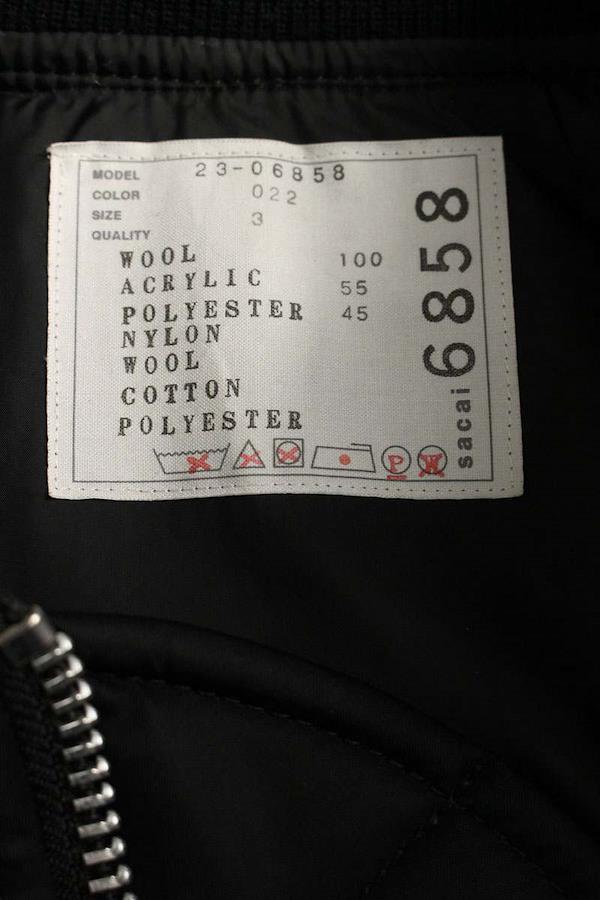 MODEL 23-06858
COLOR 022
SIZE 3
QUALITY
WOOL 100
ACRYLIC 55
POLYESTER 45
NYLON
WOOL
COTTON
POLYESTER
P W
sacai 6858